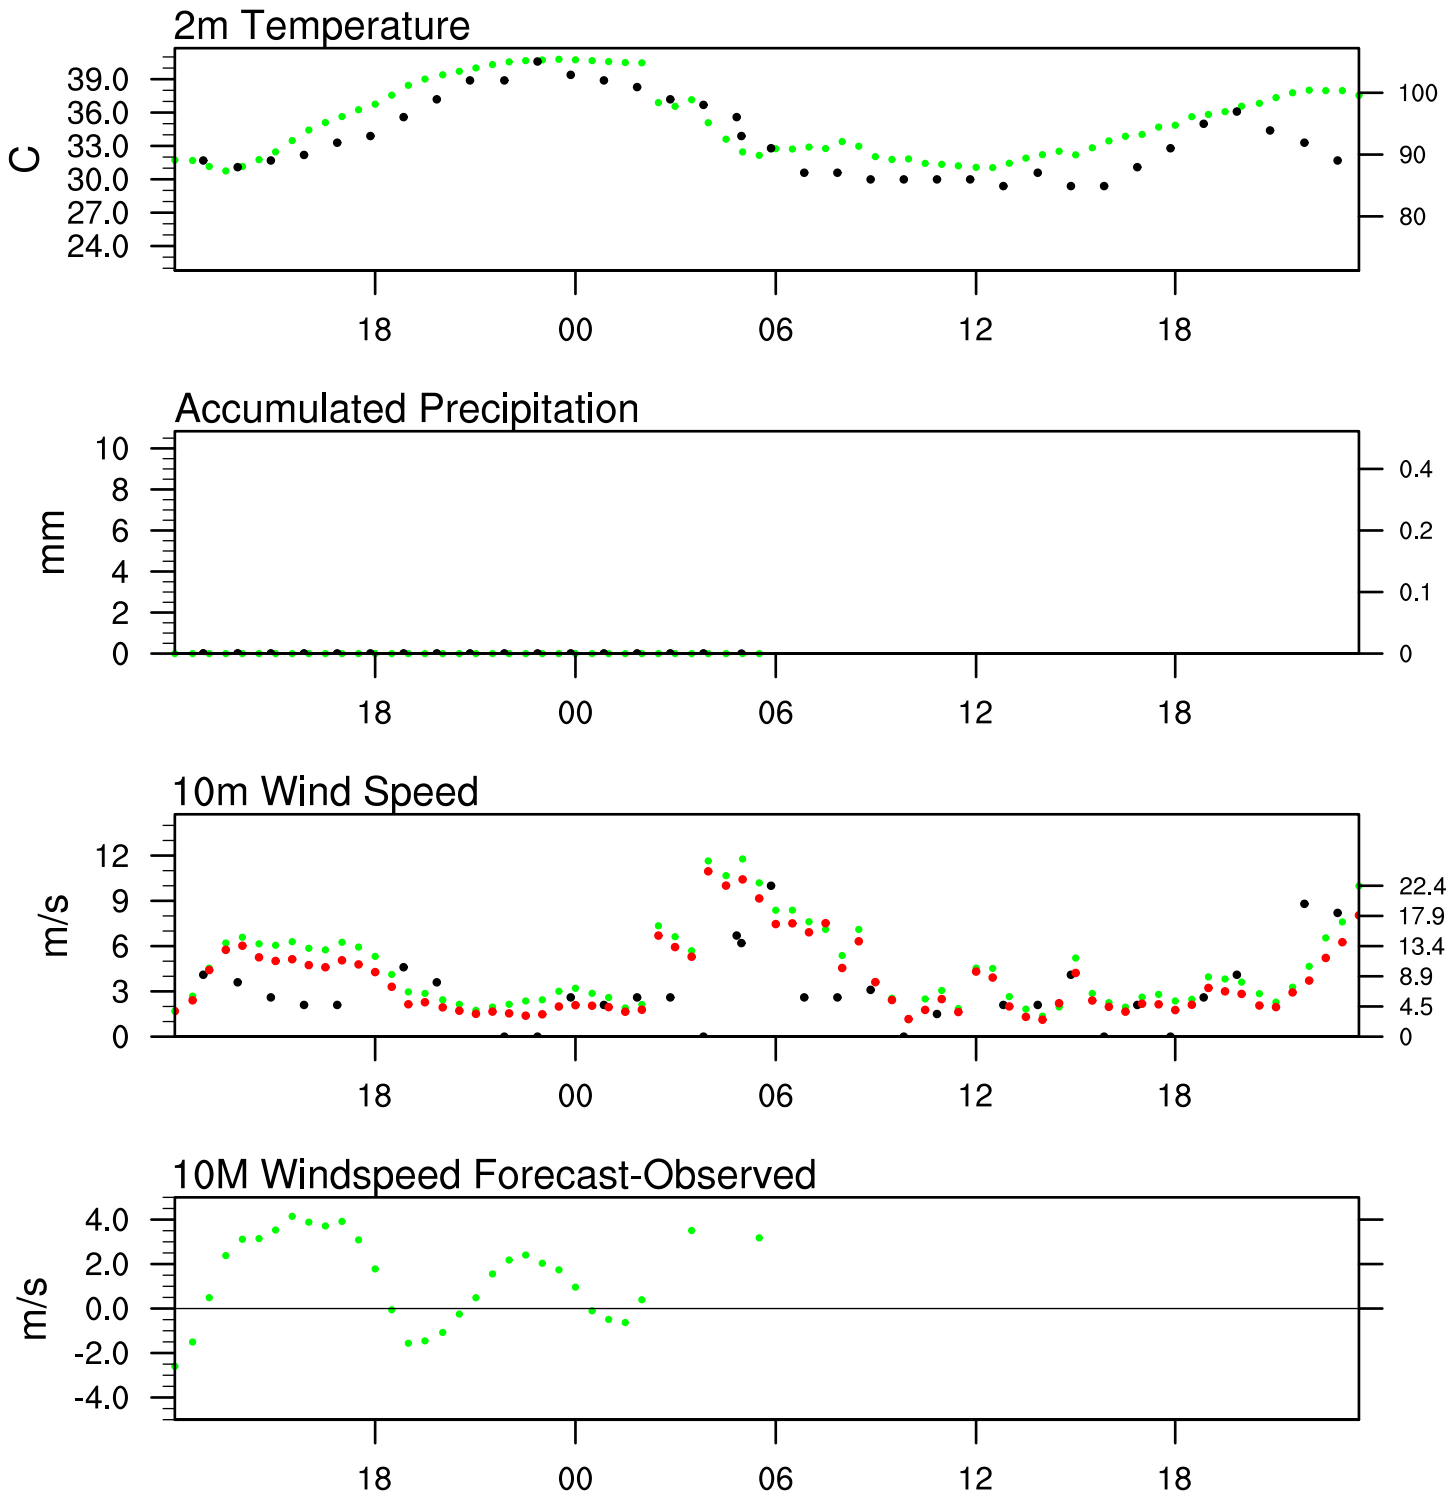 2m Temperature
39.0
36.0
33.0
30.0
27.0
24.0
C
100
90
80
18 00 06 12 18
Accumulated Precipitation
10
8
6
4
2
0
mm
0.4
0.2
0.1
0
18 00 06 12 18
10m Wind Speed
12
9
6
3
0
m/s
22.4
17.9
13.4
8.9
4.5
0
18 00 06 12 18
10M Windspeed Forecast-Observed
4.0
2.0
0.0
-2.0
-4.0
m/s
18 00 06 12 18